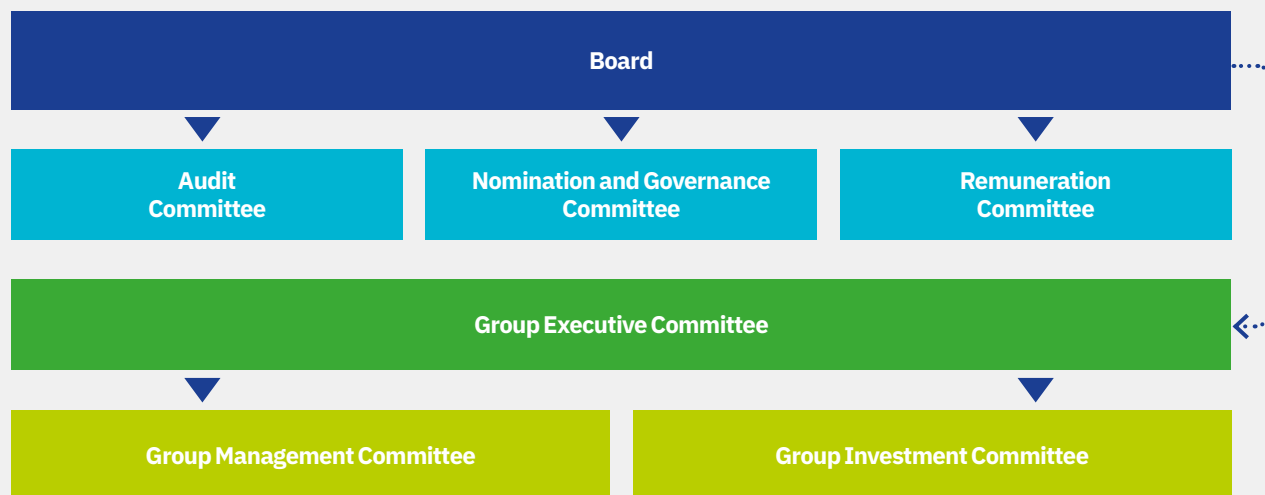 Board
Audit
Committee
Nomination and Governance
Committee
Remuneration
Committee
Group Executive Committee
Group Management Committee
Group Investment Committee